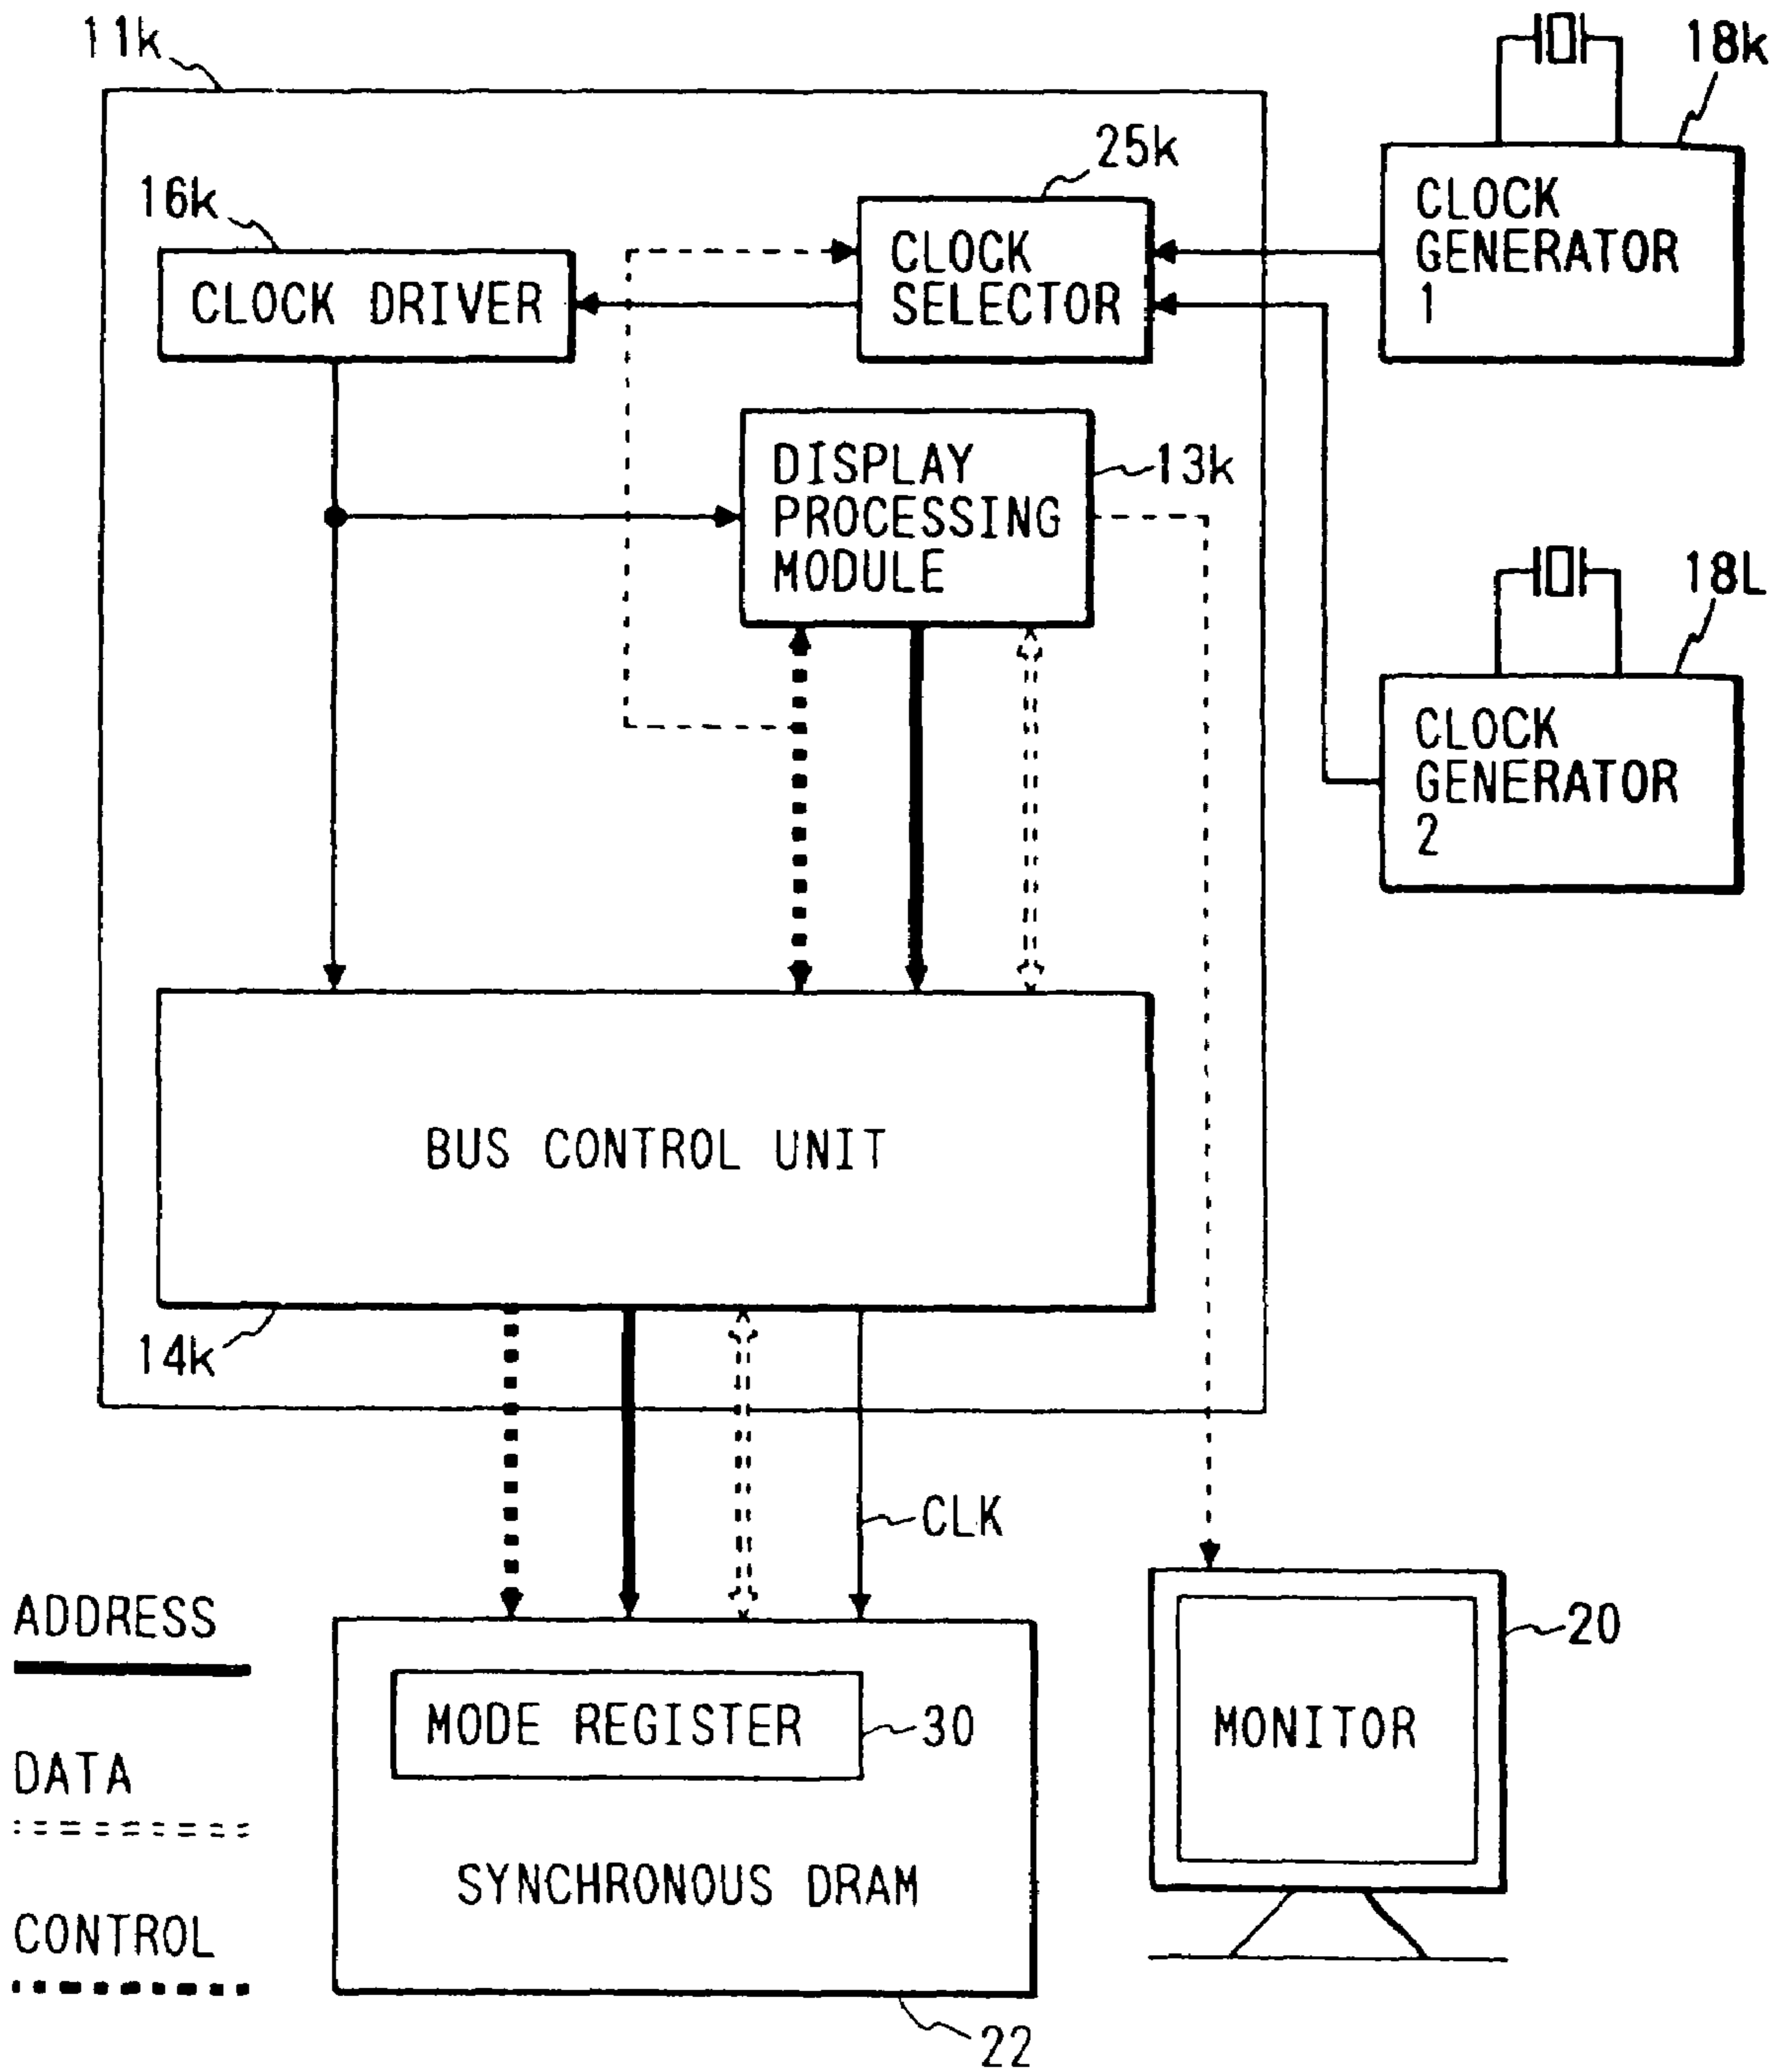 11k
18k
25k
16k
CLOCK
GENERATOR
1
CLOCK
SELECTOR
CLOCK DRIVER
DISPLAY
PROCESSING
MODULE
13k
18L
CLOCK
GENERATOR
2
BUS CONTROL UNIT
14k
CLK
ADDRESS
20
MODE REGISTER
30
MONITOR
DATA
SYNCHRONOUS DRAM
CONTROL
22